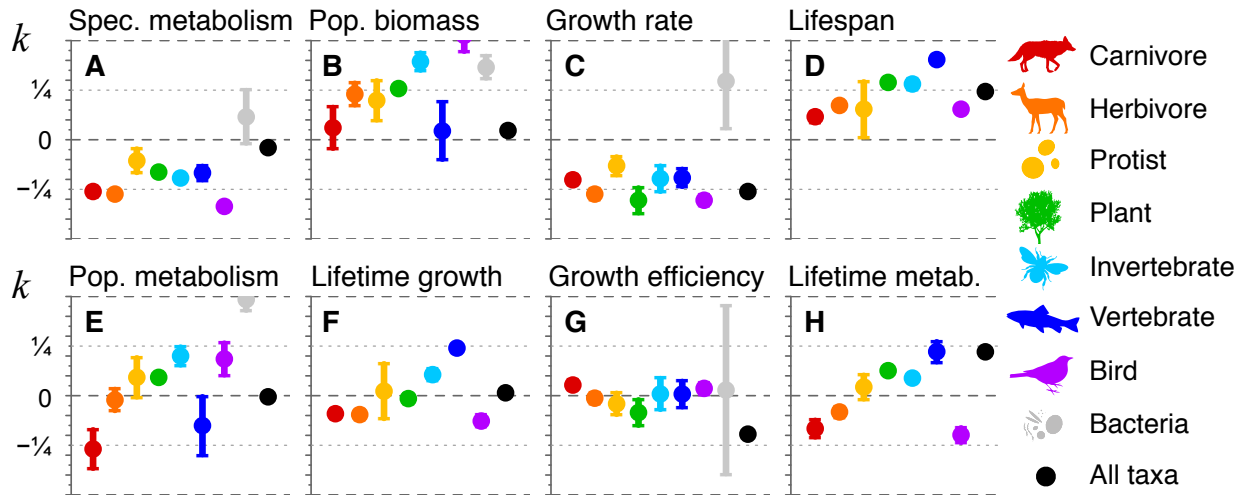 Spec. metabolism Pop. biomass Growth rate Lifespan
k A B C D
¼
0
−¼
Pop. metabolism Lifetime growth Growth efficiency Lifetime metab.
k E F G H
¼
0
−¼
Carnivore
Herbivore
Protist
Plant
Invertebrate
Vertebrate
Bird
Bacteria
All taxa